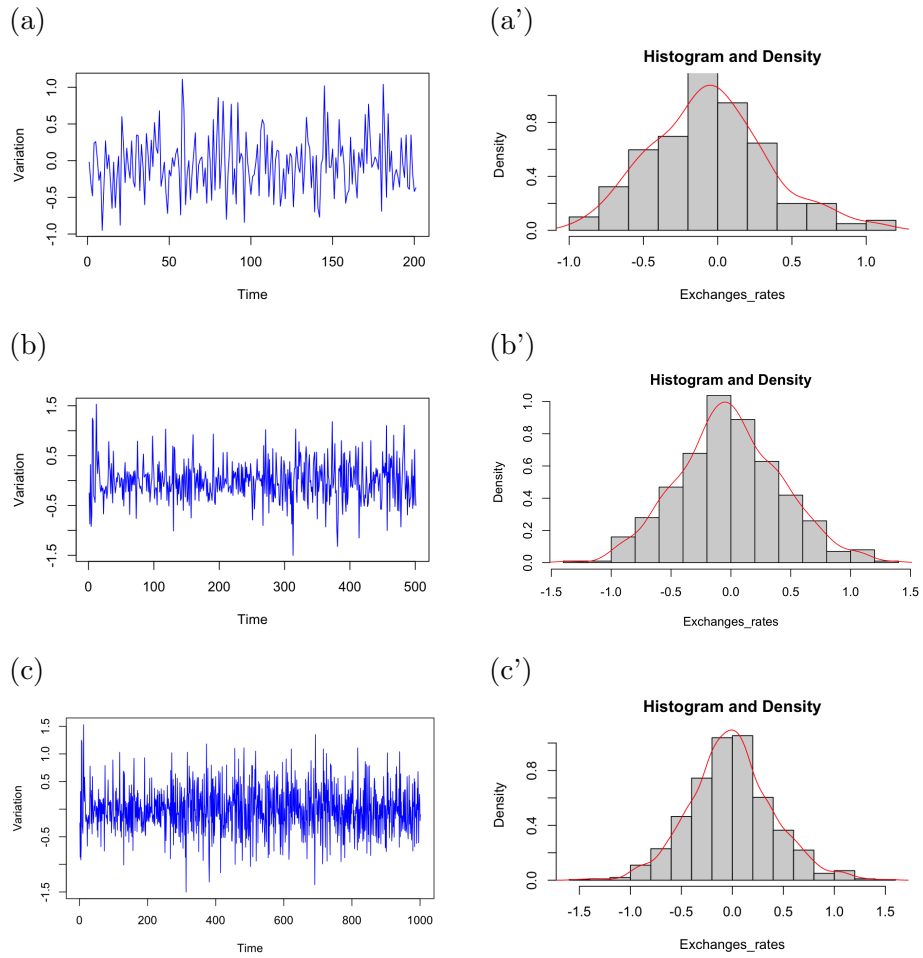 (a)
(a')
Histogram and Density
Variation
1.0
0.5
0.0
-0.5
-1.0
0 50 100 150 200
Time
Density
0.8
0.4
0.0
-1.0 -0.5 0.0 0.5 1.0
Exchanges_rates
(b)
(b')
Histogram and Density
Variation
1.5
0.5
-0.5
-1.5
0 100 200 300 400 500
Time
Density
1.0
0.8
0.6
0.4
0.2
0.0
-1.5 -1.0 -0.5 0.0 0.5 1.0 1.5
Exchanges_rates
(c)
(c')
Histogram and Density
Variation
1.5
0.5
-0.5
-1.5
0 200 400 600 800 1000
Time
Density
0.8
0.4
0.0
-1.5 -1.0 -0.5 0.0 0.5 1.0 1.5
Exchanges_rates